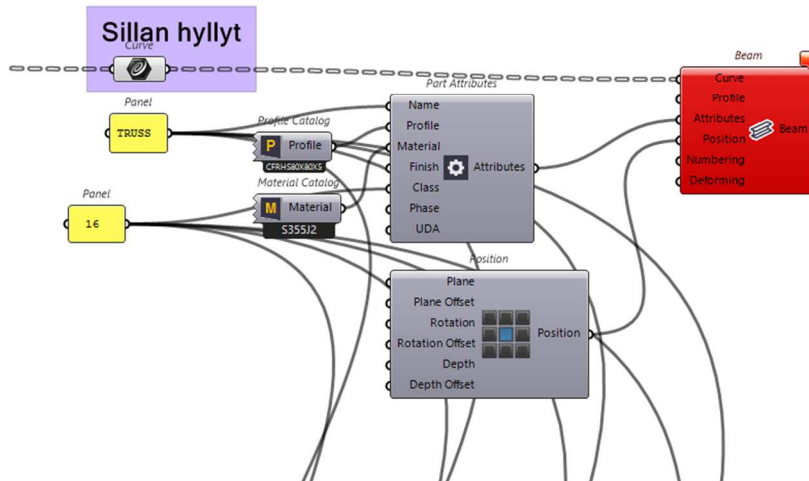 Sillan hyllyt
Curve
Panel
TRUSS
Panel
16
Profile Catalog
P Profile
CFRHS80X80X5
Material Catalog
M Material
S355J2
Part Attributes
Name
Profile
Material
Finish
Class
Phase
UDA
Attributes
Position
Plane
Plane Offset
Rotation
Rotation Offset
Depth
Depth Offset
Position
Beam
Curve
Profile
Attributes
Position
Numbering
Deforming
Beam